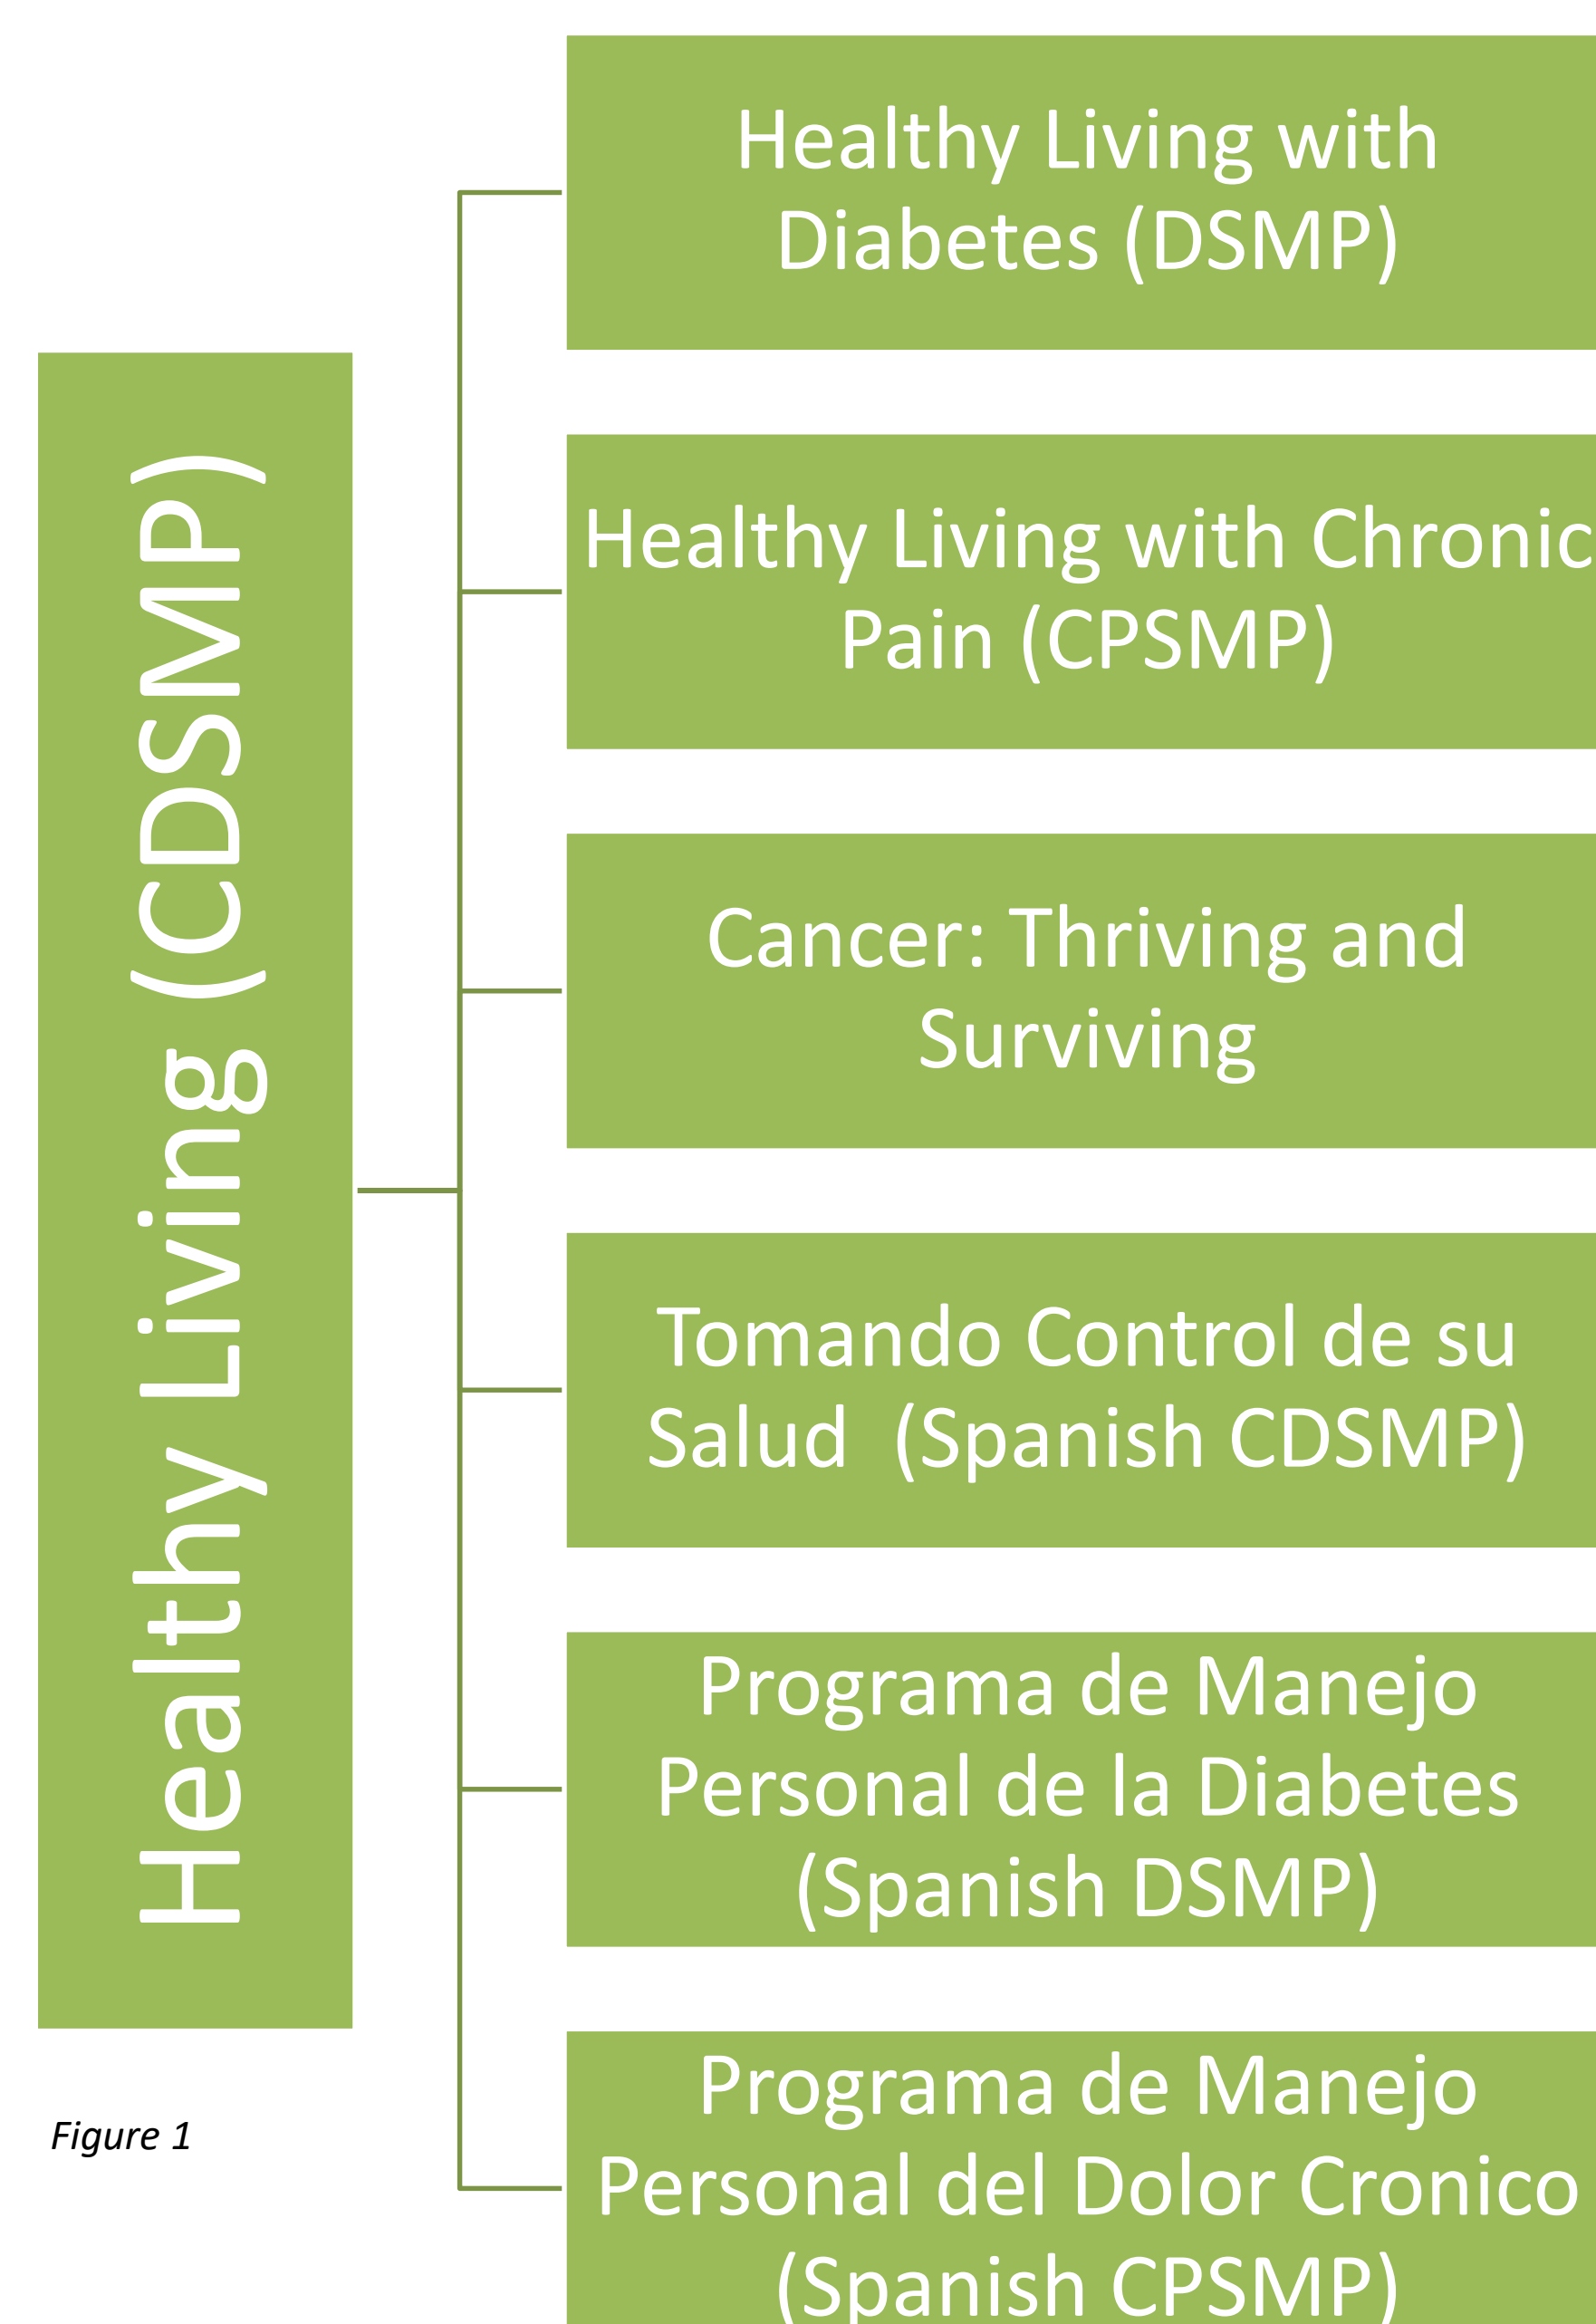 Healthy Living (CDSMP)
Healthy Living with
Diabetes (DSMP)
Healthy Living with Chronic
Pain (CPSMP)
Cancer: Thriving and
Surviving
Tomando Control de su
Salud  (Spanish CDSMP)
Programa de Manejo
Personal de la Diabetes
(Spanish DSMP)
Programa de Manejo
Personal del Dolor Cronico
(Spanish CPSMP)
Figure 1